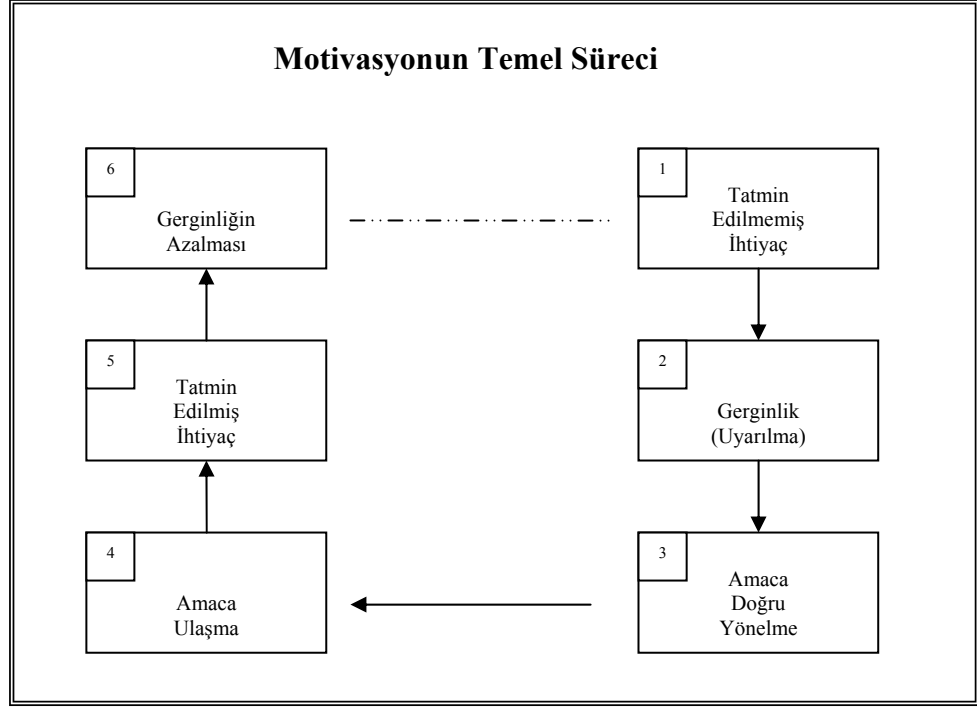 Motivasyonun Temel Süreci
6
Gerginliğin
Azalması
1
Tatmin
Edilmemiş
İhtiyaç
5
Tatmin
Edilmiş
İhtiyaç
2
Gerginlik
(Uyarılma)
4
Amaca
Ulaşma
3
Amaca
Doğru
Yönelme